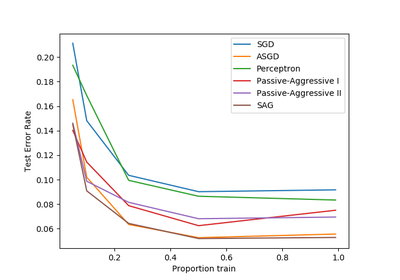 SGD
ASGD
Perceptron
Passive-Aggressive I
Passive-Aggressive II
SAG
0.20
0.18
0.16
0.14
0.12
0.10
0.08
0.06
Test Error Rate
0.2 0.4 0.6 0.8 1.0
Proportion train